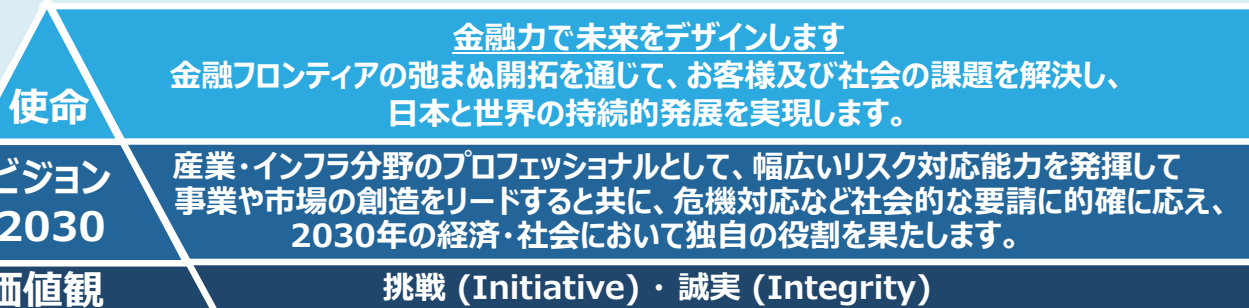 金融力で未来をデザインします
金融フロンティアの弛まぬ開拓を通じて、お客様及び社会の課題を解決し、
日本と世界の持続的発展を実現します。
使命
産業・インフラ分野のプロフェッショナルとして、幅広いリスク対応能力を発揮して
事業や市場の創造をリードすると共に、危機対応など社会的な要請に的確に応え、
2030年の経済・社会において独自の役割を果たします。
ビジョン
2030
挑戦 (Initiative) ・ 誠実 (Integrity)
価値観